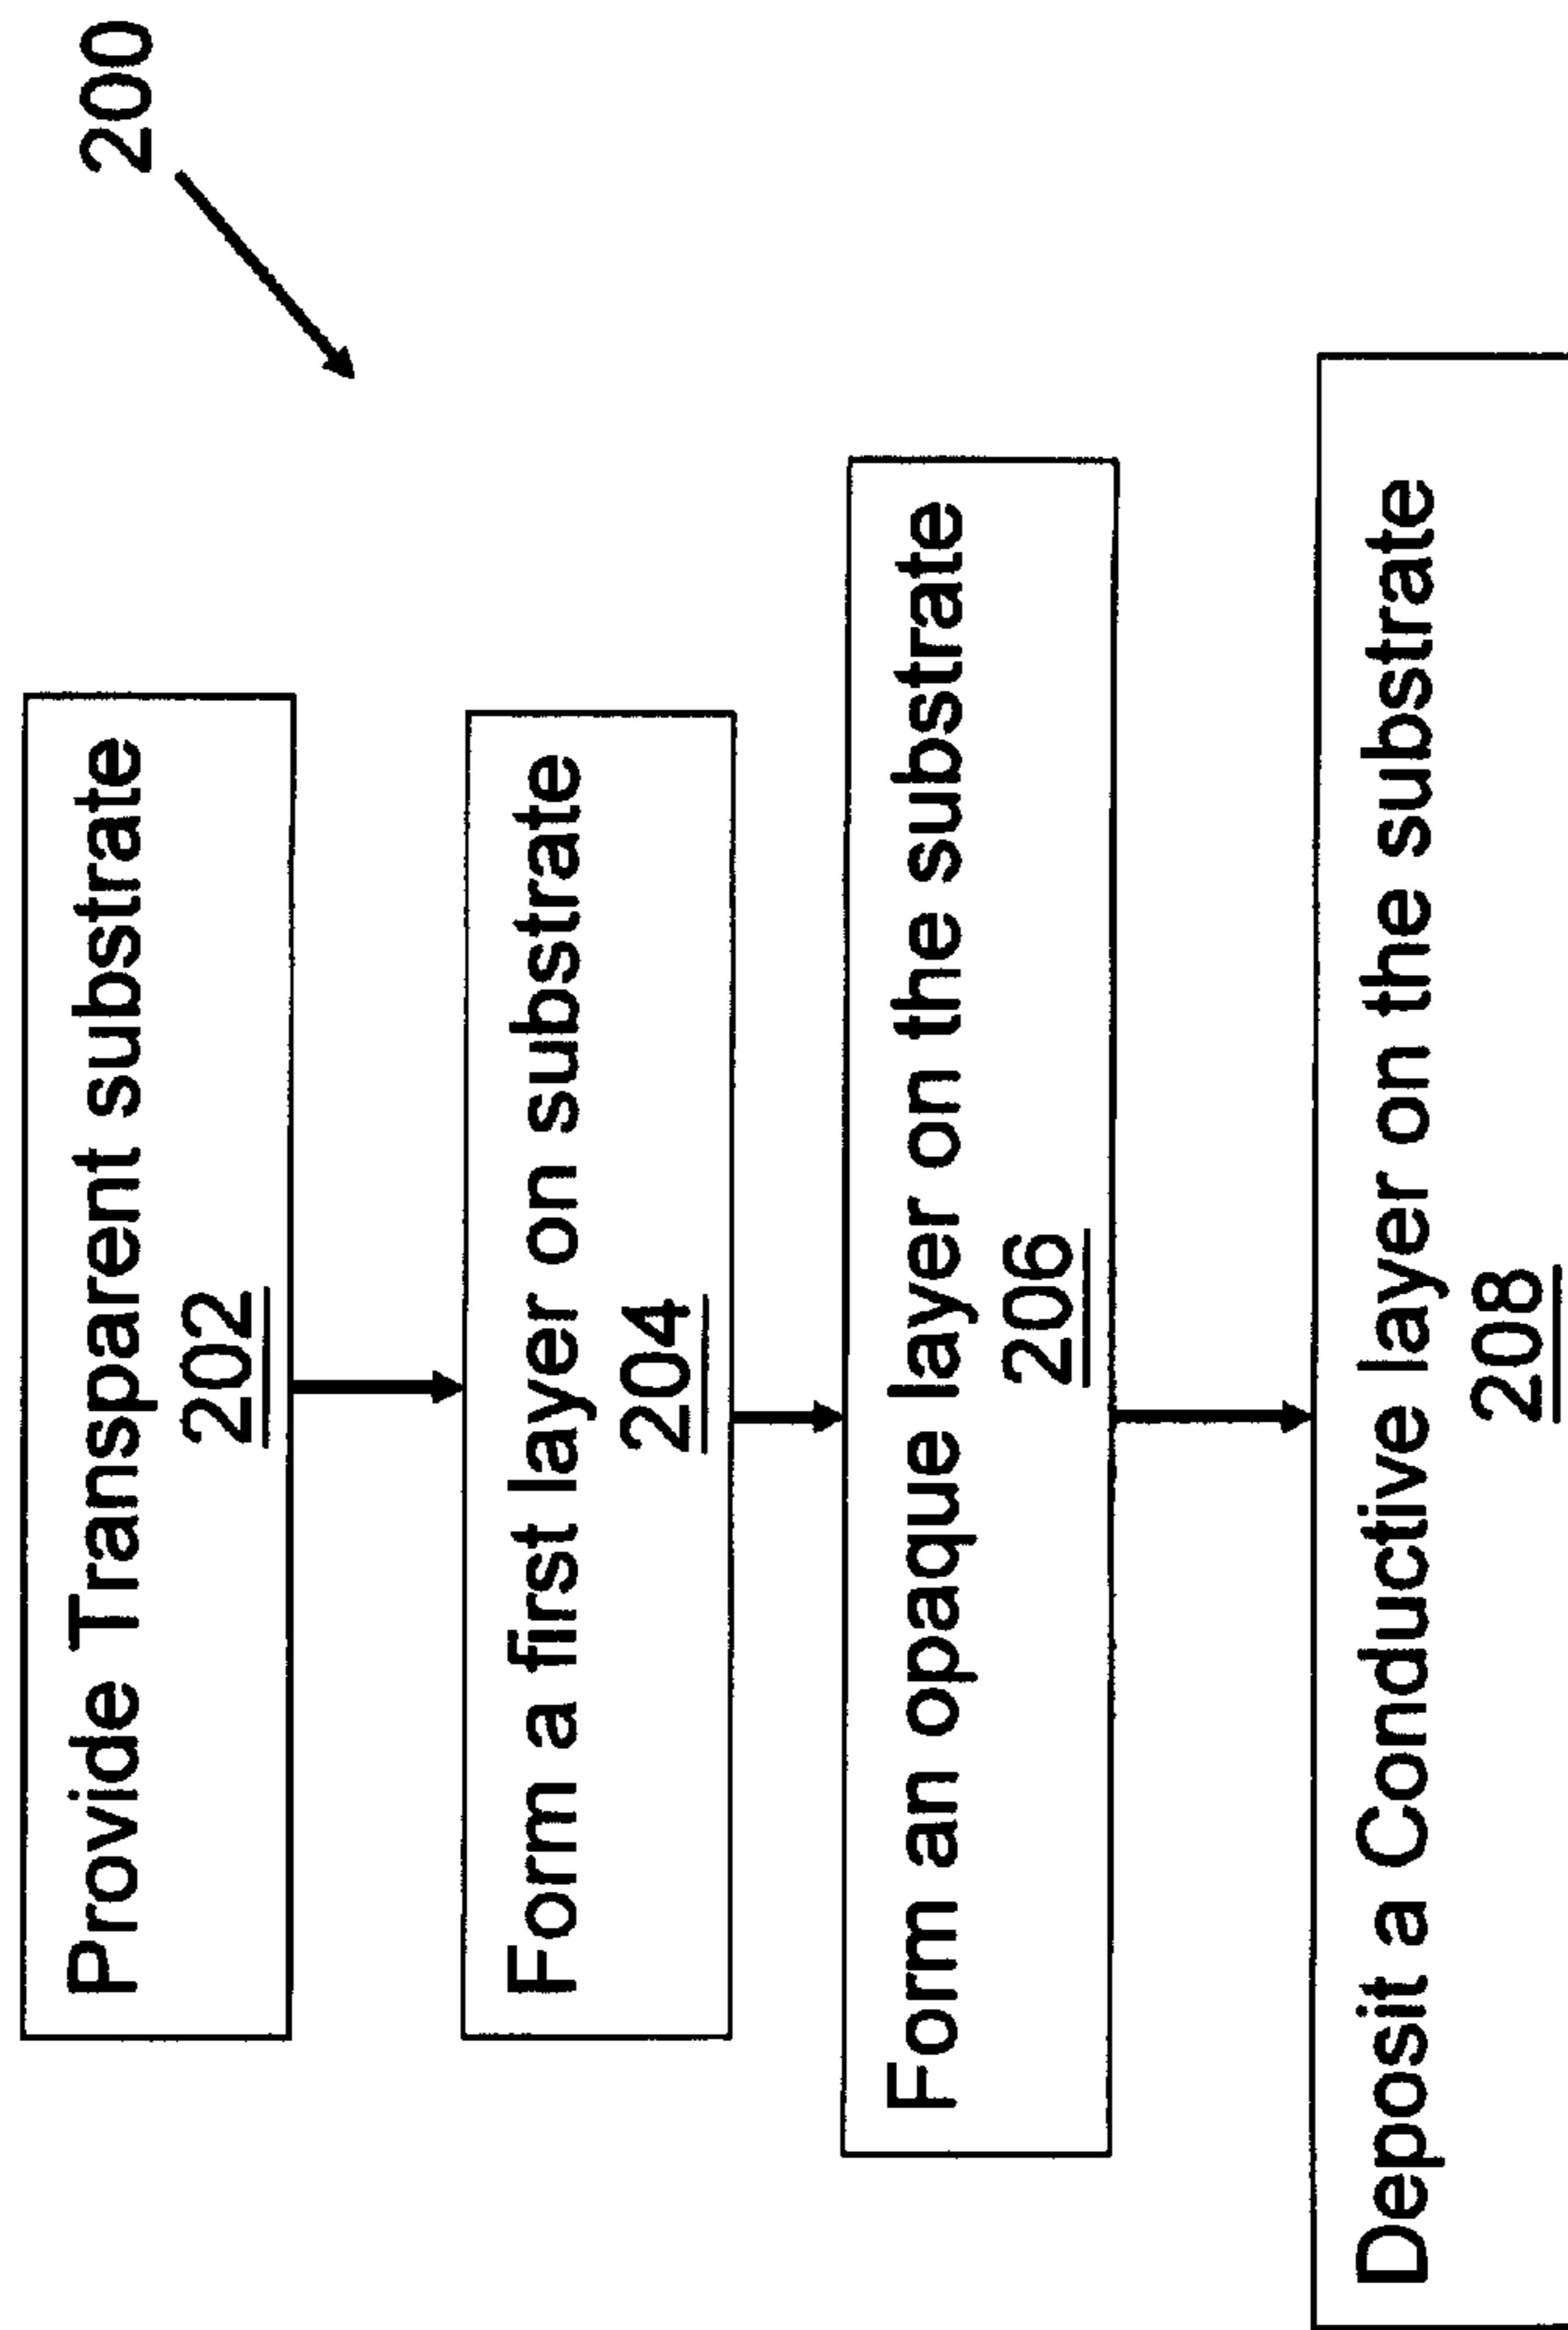 200
Provide Transparent substrate
202
Form a first layer on substrate
204
Form an opaque layer on the substrate
206
Deposit a Conductive layer on the substrate
208